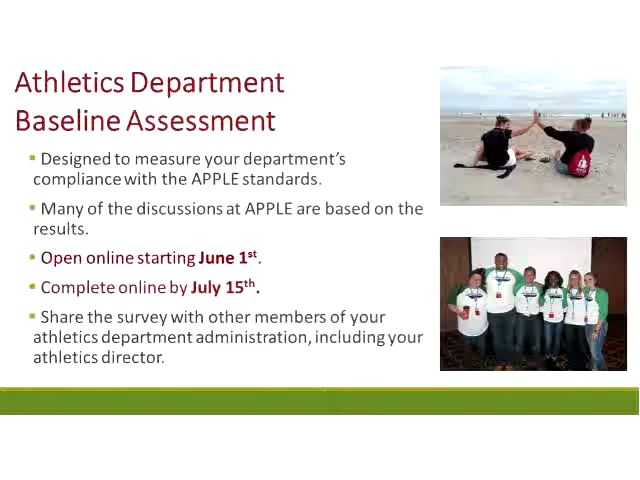 Athletics Department
Baseline Assessment
▪ Designed to measure your department's
compliance with the APPLE standards.
▪ Many of the discussions at APPLE are based on the
results.
▪ Open online starting June 1st.
▪ Complete online by July 15th.
▪ Share the survey with other members of your
athletics department administration, including your
athletics director.